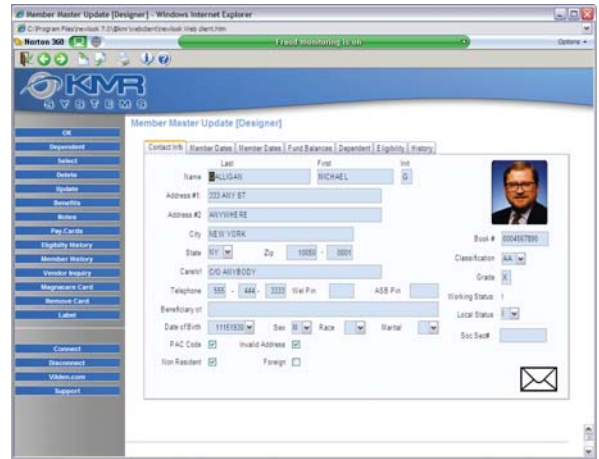 Member Master Update [Designer] - Windows Internet Explorer
Norton 360
Fraud monitoring is on
Options
KMR
SYSTEMS
Member Master Update [Designer]
OK
Dependent
Select
Delete
Update
Benefits
Notes
Pay.Cards
Eligibilty History
Member History
Vendor Inquiry
Magnacare Card
Remove Card
Label
Connect
Disconnect
Support
Contact Info Member Dates Member Dates Fund Balances Dependent Eligibility History
Last First Init
Name MICHAEL G
Address #1: 333 ANY ST
Address #2 ANYWHERE
City NEW YORK
State NY Zip 10050 - 0001
Care/of C/O ANYBODY
Telephone 555 - 444 - 3333 Wel Pin ASB Pin
Beneficiary of
Date of Birth Sex M Race Marital
PAC Code Invalid Address
Non Resident Foreign
Book # 0004567890
Classification AA
Grade X
Working Status I
Local Status
Soc Sec#